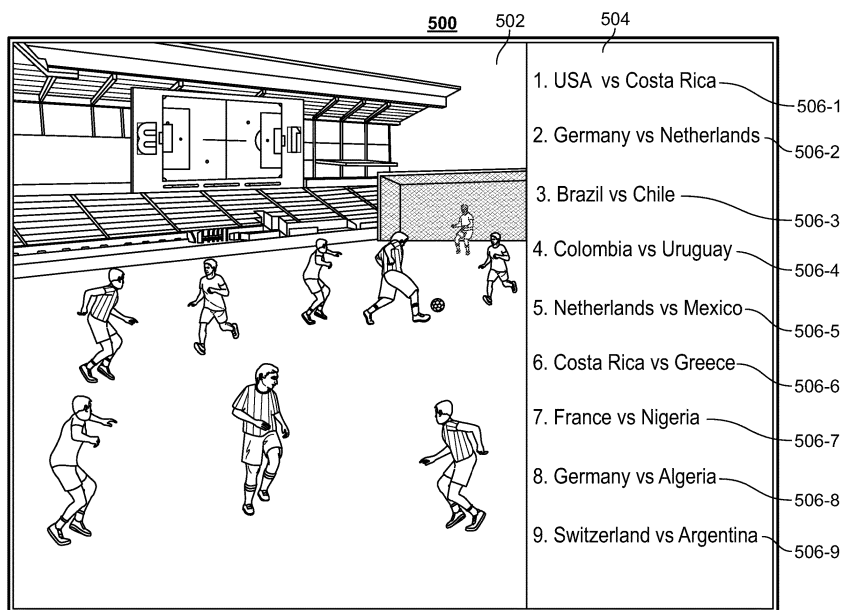 500
502
504
1. USA vs Costa Rica
506-1
2. Germany vs Netherlands
506-2
3. Brazil vs Chile
506-3
4. Colombia vs Uruguay
506-4
5. Netherlands vs Mexico
506-5
6. Costa Rica vs Greece
506-6
7. France vs Nigeria
506-7
8. Germany vs Algeria
506-8
9. Switzerland vs Argentina
506-9